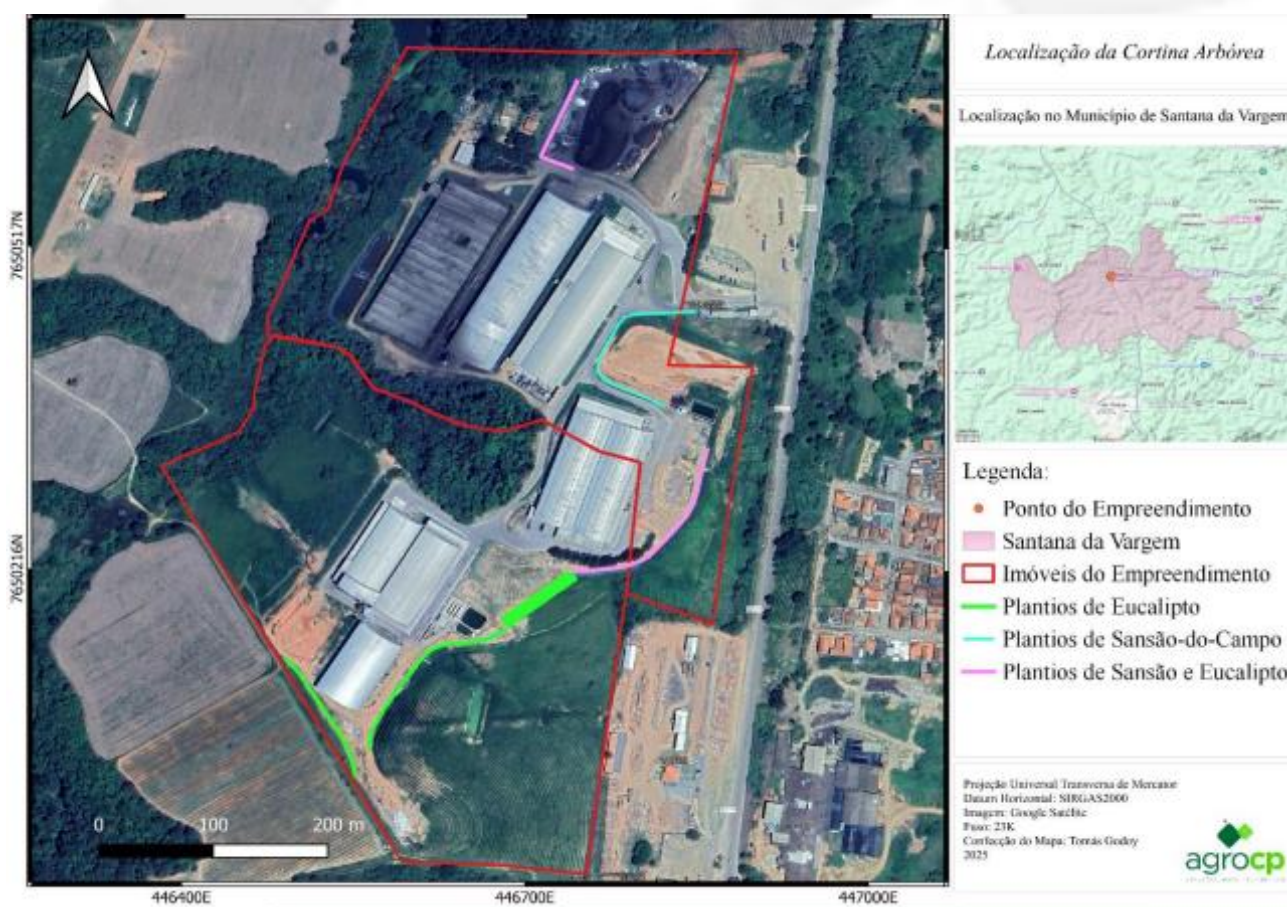 Localização da Cortina Arbórea
Localização no Município de Santana da Vargem
7650517N
7650216N
Legenda:
Ponto do Empreendimento
Santana da Vargem
Imóveis do Empreendimento
Plantios de Eucalipto
Plantios de Sansão-do-Campo
Plantios de Sansão e Eucalipto
0 100 200 m
446400E 446700E 447000E
Projeção Universal Transversa de Mercator
Datum Horizontal: SIRGAS2000
Imagem: Google Satélite
Fuso: 23K
Confecção do Mapa: Tomás Godoy
2025
agrocp